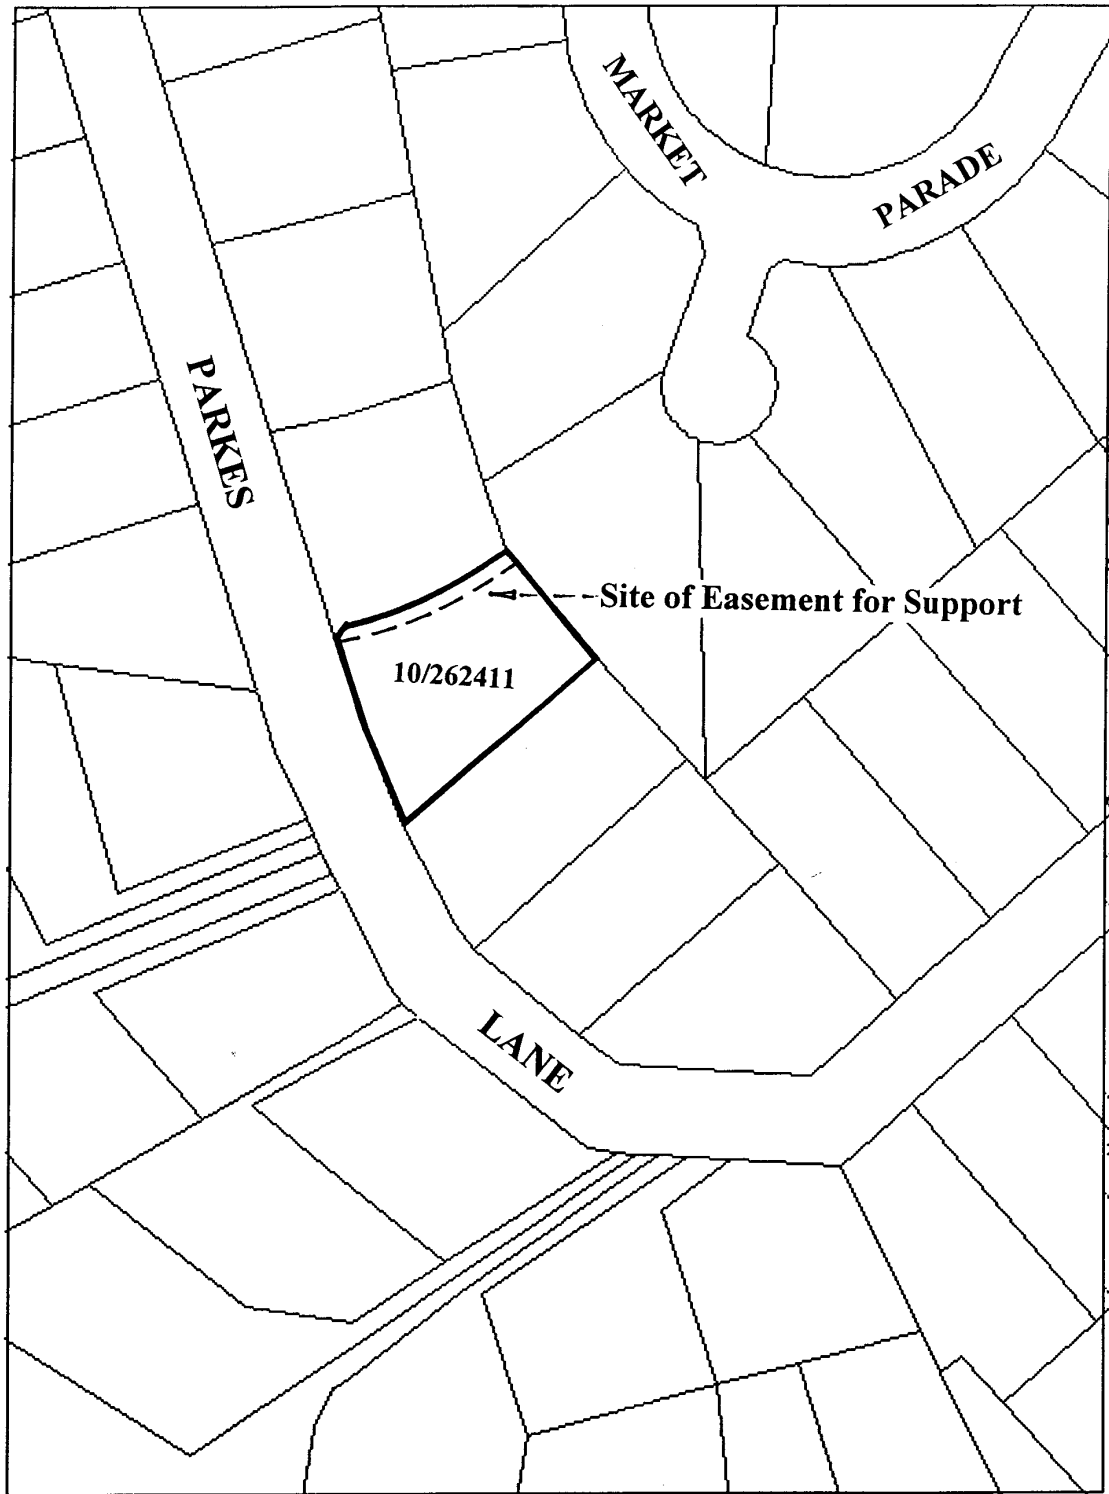 MARKET
PARADE
PARKES
Site of Easement for Support
10/262411
LANE